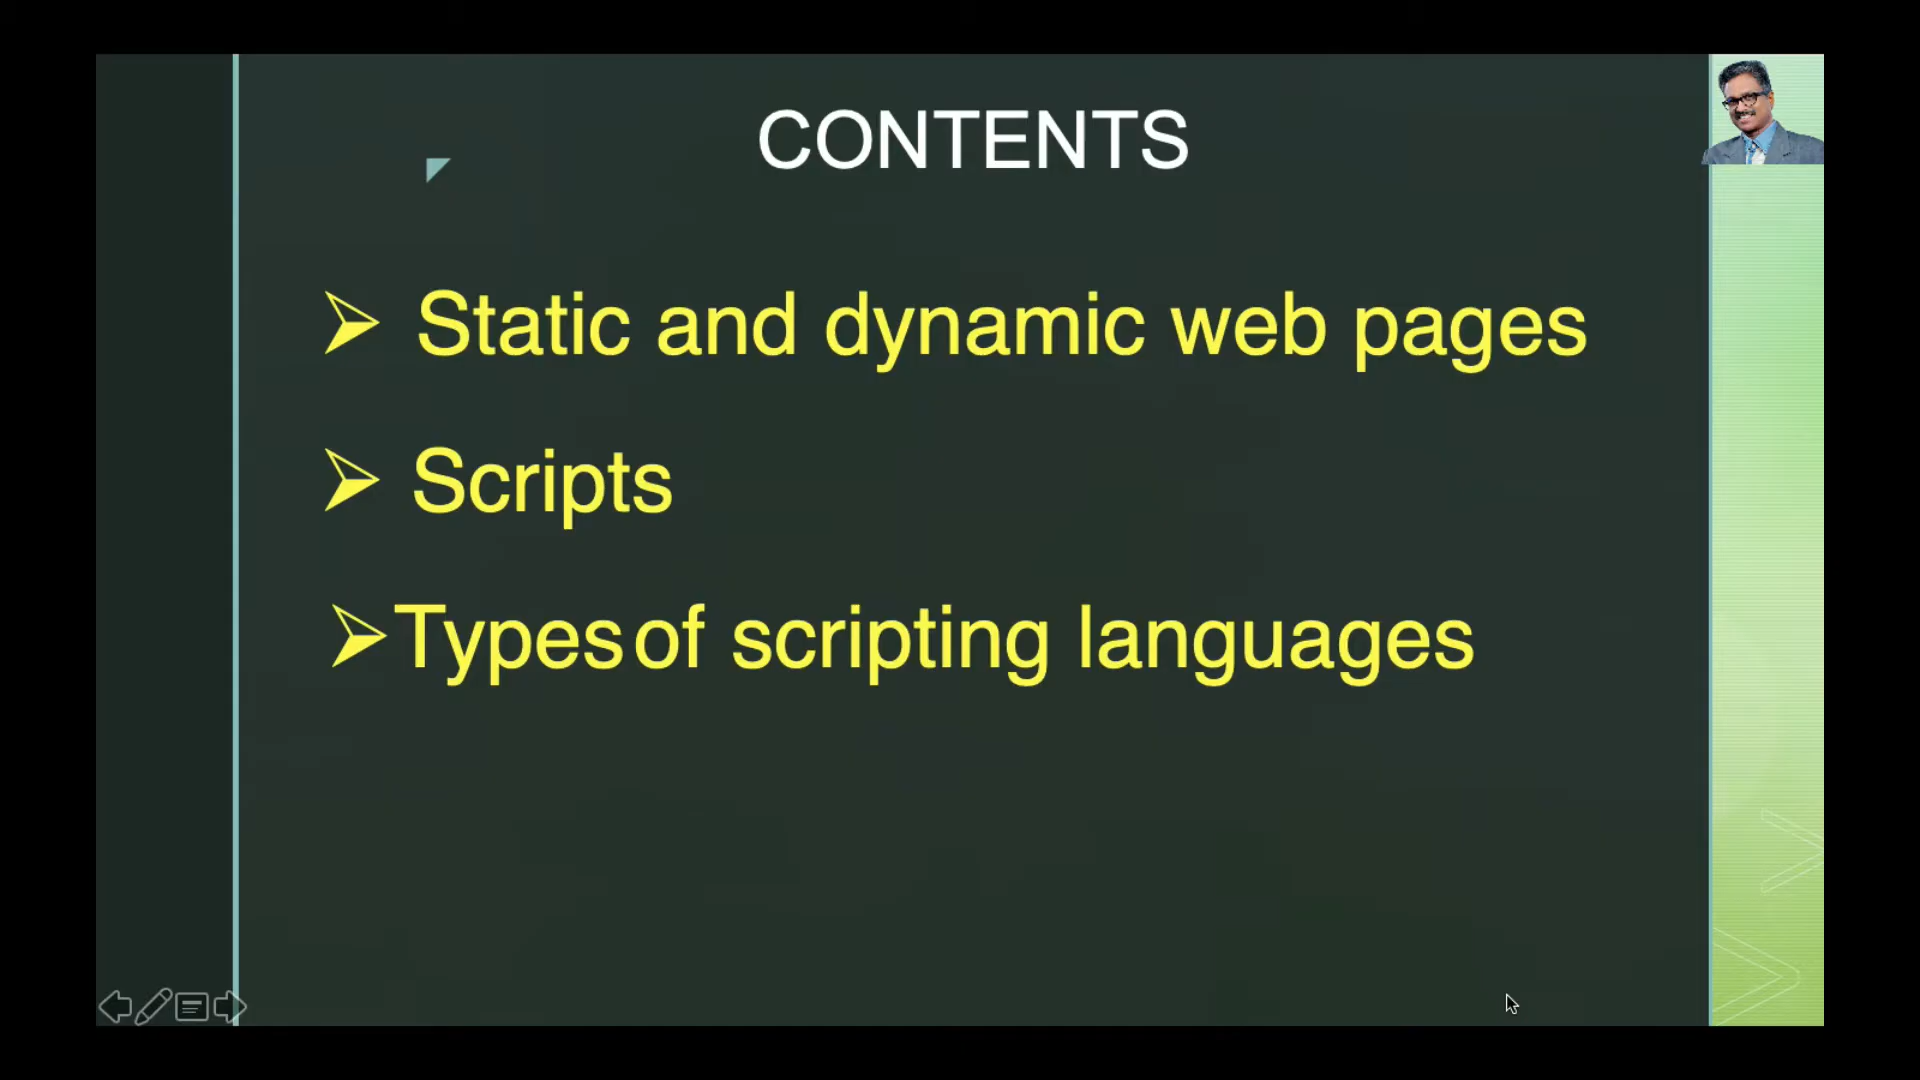 CONTENTS
Static and dynamic web pages
Scripts
Types of scripting languages